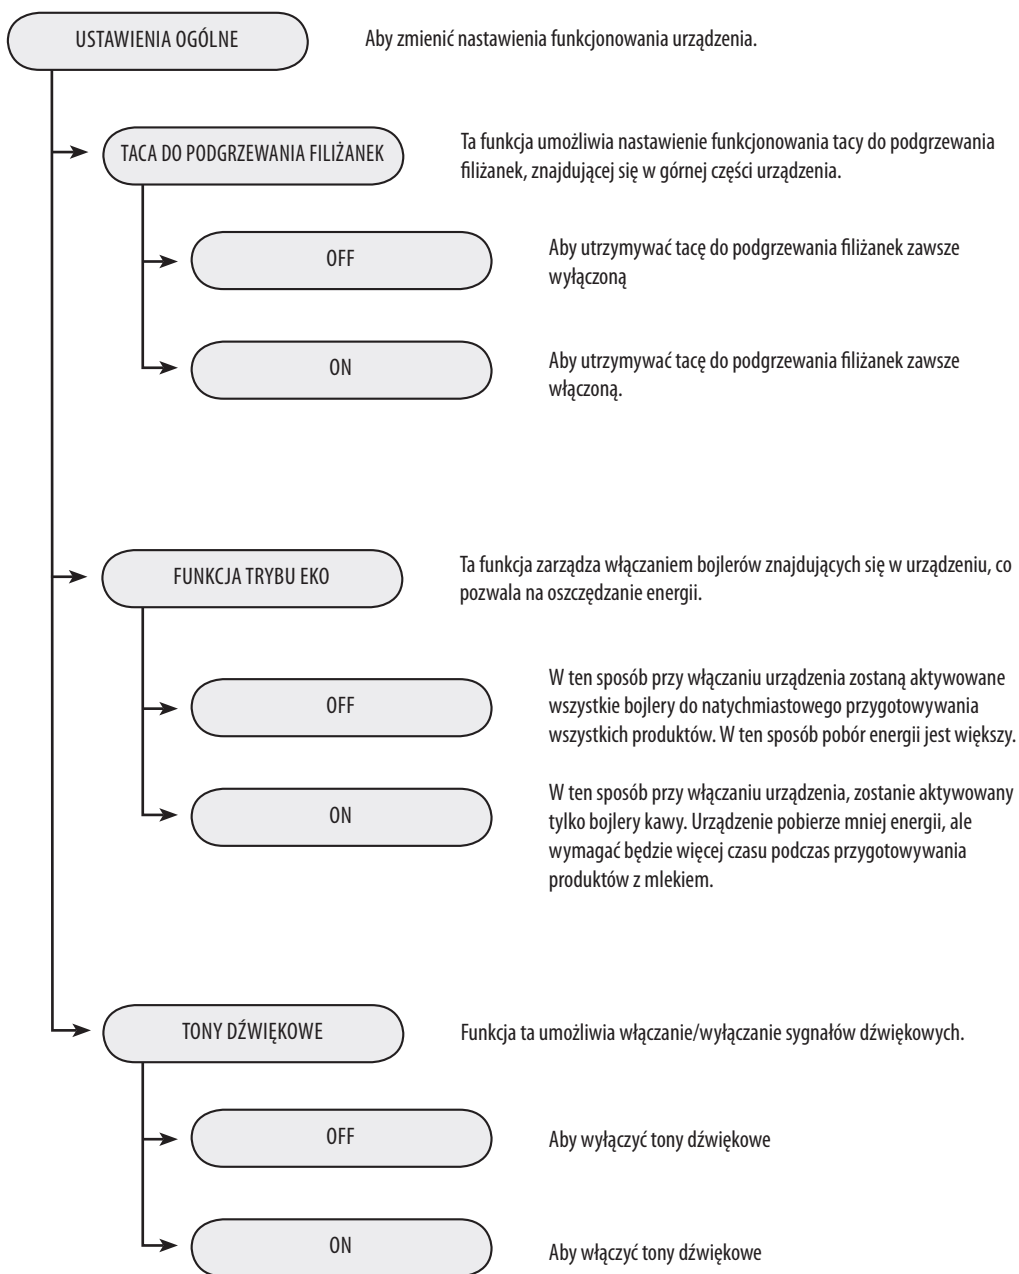 USTAWIENIA OGÓLNE
Aby zmienić nastawienia funkcjonowania urządzenia.
TACA DO PODGRZEWANIA FILIŻANEK
Ta funkcja umożliwia nastawienie funkcjonowania tacy do podgrzewania
filiżanek, znajdującej się w górnej części urządzenia.
OFF
Aby utrzymywać tacę do podgrzewania filiżanek zawsze
wyłączoną
ON
Aby utrzymywać tacę do podgrzewania filiżanek zawsze
włączoną.
FUNKCJA TRYBU EKO
Ta funkcja zarządza włączaniem bojlerów znajdujących się w urządzeniu, co
pozwala na oszczędzanie energii.
OFF
W ten sposób przy włączaniu urządzenia zostaną aktywowane
wszystkie bojlery do natychmiastowego przygotowywania
wszystkich produktów. W ten sposób pobór energii jest większy.
ON
W ten sposób przy włączaniu urządzenia, zostanie aktywowany
tylko bojlery kawy. Urządzenie pobierze mniej energii, ale
wymagać będzie więcej czasu podczas przygotowywania
produktów z mlekiem.
TONY DŹWIĘKOWE
Funkcja ta umożliwia włączanie/wyłączanie sygnałów dźwiękowych.
OFF
Aby wyłączyć tony dźwiękowe
ON
Aby włączyć tony dźwiękowe